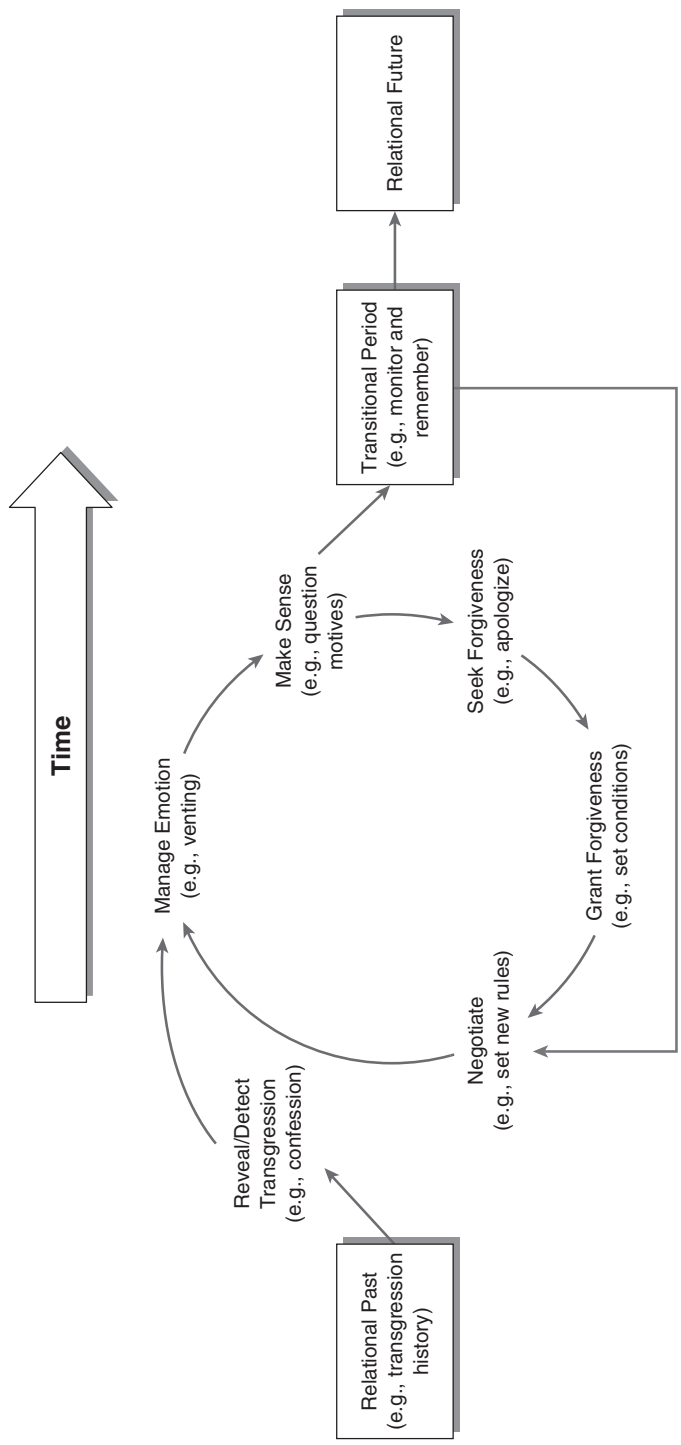 Time
Relational Past
(e.g., transgression
history)
Reveal/Detect
Transgression
(e.g., confession)
Manage Emotion
(e.g., venting)
Make Sense
(e.g., question
motives)
Seek Forgiveness
(e.g., apologize)
Grant Forgiveness
(e.g., set conditions)
Negotiate
(e.g., set new rules)
Transitional Period
(e.g., monitor and
remember)
Relational Future